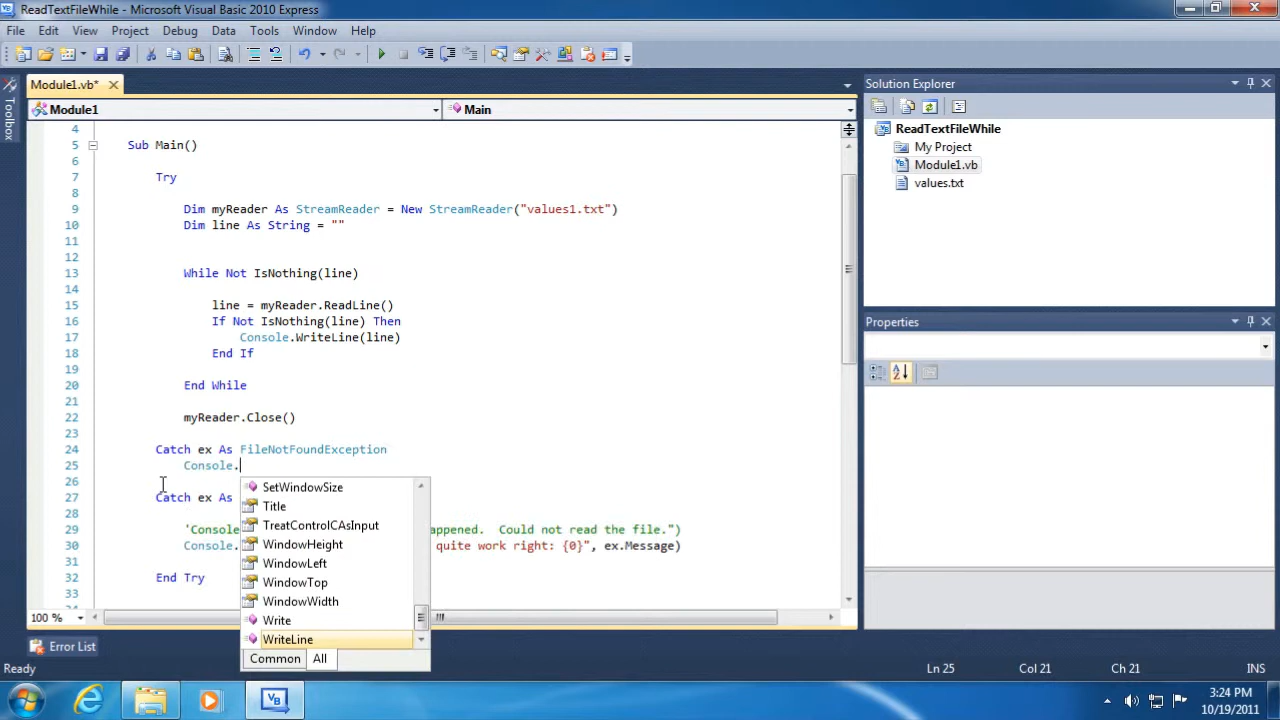 ReadTextFileWhile - Microsoft Visual Basic 2010 Express
File Edit View Project Debug Data Tools Window Help
Toolbox
Module1.vb*
Module1
Main
4
5 Sub Main()
6
7 Try
8
9 Dim myReader As StreamReader = New StreamReader("values1.txt")
10 Dim line As String = ""
11
12
13 While Not IsNothing(line)
14
15 line = myReader.ReadLine()
16 If Not IsNothing(line) Then
17 Console.WriteLine(line)
18 End If
19
20 End While
21
22 myReader.Close()
23
24 Catch ex As FileNotFoundException
25 Console.
26
27 Catch ex As
28
29 'Console appened.  Could not read the file.")
30 Console. quite work right: {0}", ex.Message)
31
32 End Try
33
SetWindowSize
Title
TreatControlCAsInput
WindowHeight
WindowLeft
WindowTop
WindowWidth
Write
WriteLine
Common All
100 %
Solution Explorer
ReadTextFileWhile
My Project
Module1.vb
values.txt
Properties
Error List
Ready Ln 25 Col 21 Ch 21 INS
3:24 PM
10/19/2011